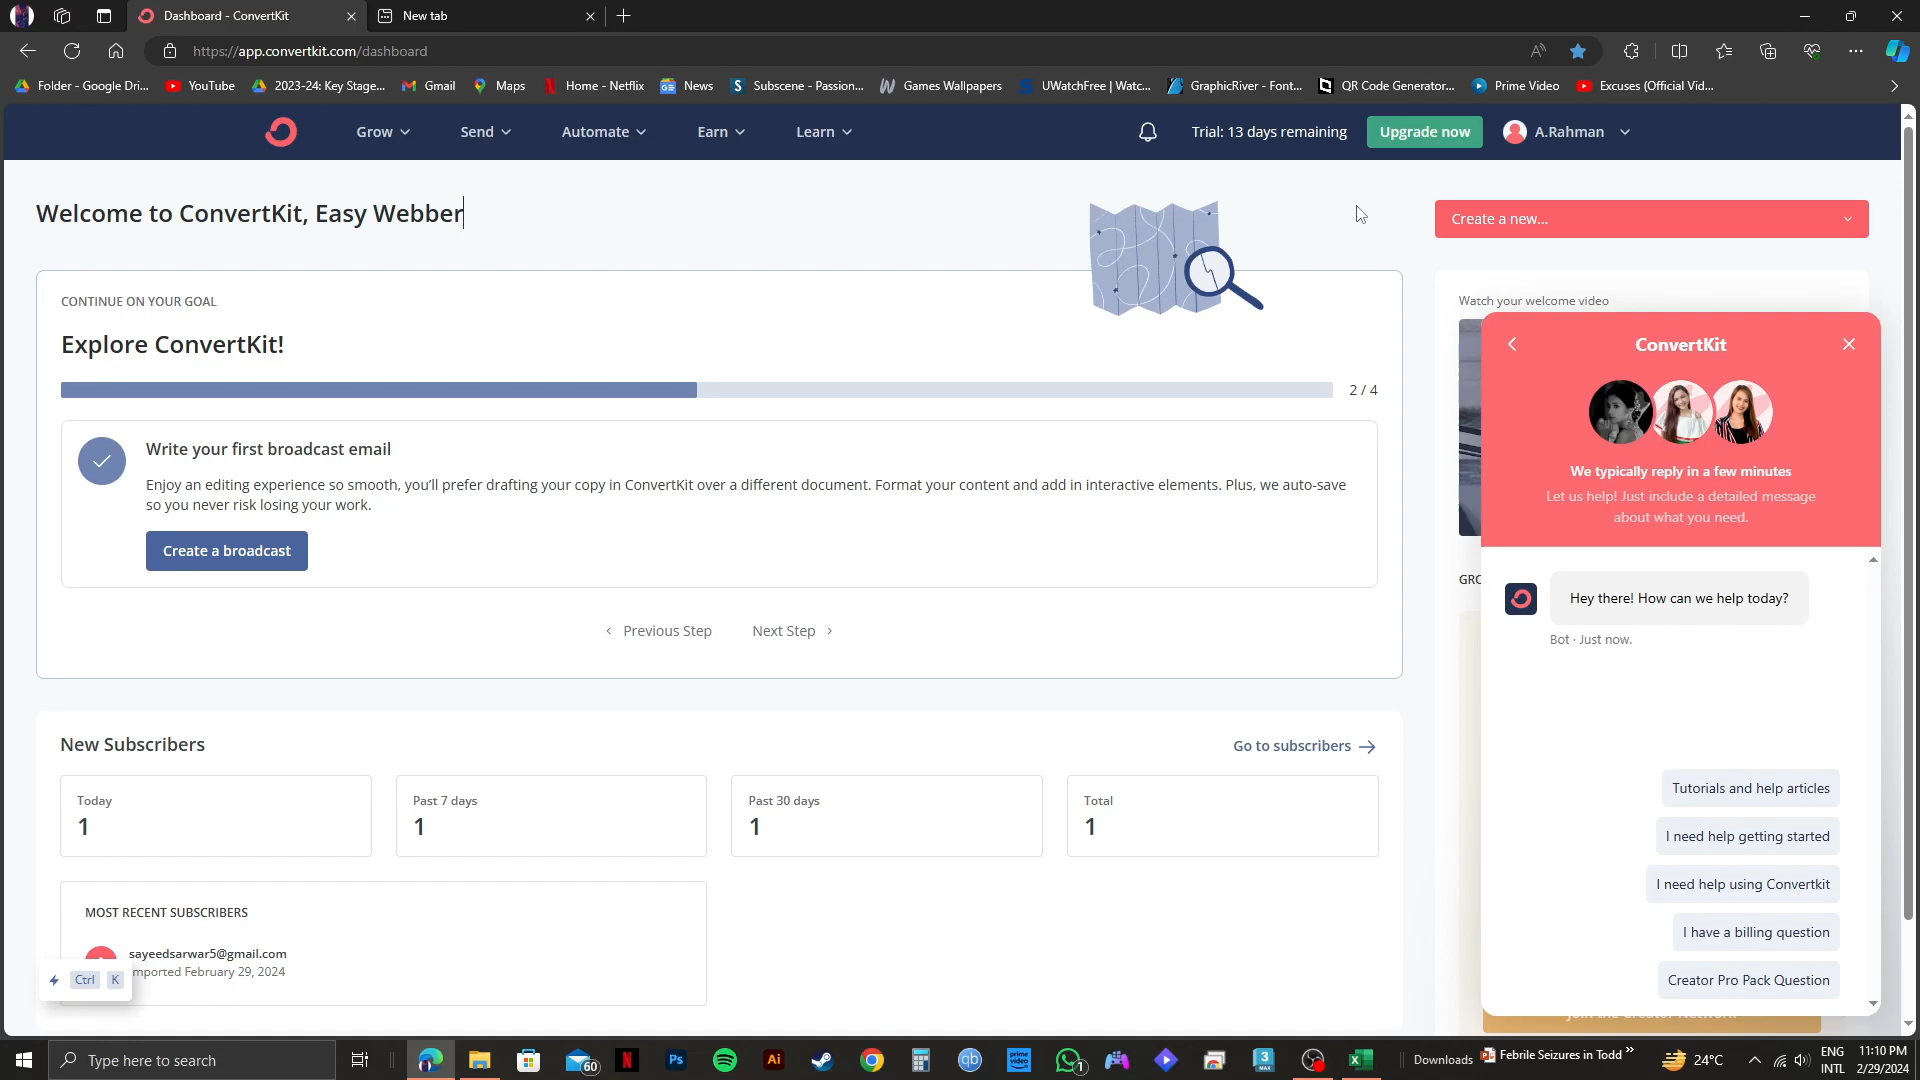 Dashboard - ConvertKit
New tab
https://app.convertkit.com/dashboard
Folder - Google Dri...
YouTube
2023-24: Key Stage...
Gmail
Maps
Home - Netflix
News
Subscene - Passion...
Games Wallpapers
UWatchFree | Watc...
GraphicRiver - Font...
QR Code Generator...
Prime Video
Excuses (Official Vid...
Grow
Send
Automate
Earn
Learn
Trial: 13 days remaining
Upgrade now
A.Rahman
Welcome to ConvertKit, Easy Webber
Create a new...
CONTINUE ON YOUR GOAL
Explore ConvertKit!
2 / 4
Write your first broadcast email
Enjoy an editing experience so smooth, you'll prefer drafting your copy in ConvertKit over a different document. Format your content and add in interactive elements. Plus, we auto-save
so you never risk losing your work.
Create a broadcast
Previous Step
Next Step
New Subscribers
Go to subscribers
Today
1
Past 7 days
1
Past 30 days
1
Total
1
MOST RECENT SUBSCRIBERS
sayeedsarwar5@gmail.com
mported February 29, 2024
Ctrl K
Watch your welcome video
GRO
ConvertKit
We typically reply in a few minutes
Let us help! Just include a detailed message
about what you need.
Hey there! How can we help today?
Bot · Just now.
Tutorials and help articles
I need help getting started
I need help using Convertkit
I have a billing question
Creator Pro Pack Question
Type here to search
60
Ps
Ai
qb
prime video
1
3
MAX
Downloads
Febrile Seizures in Todd
24°C
ENG
INTL
11:10 PM
2/29/2024